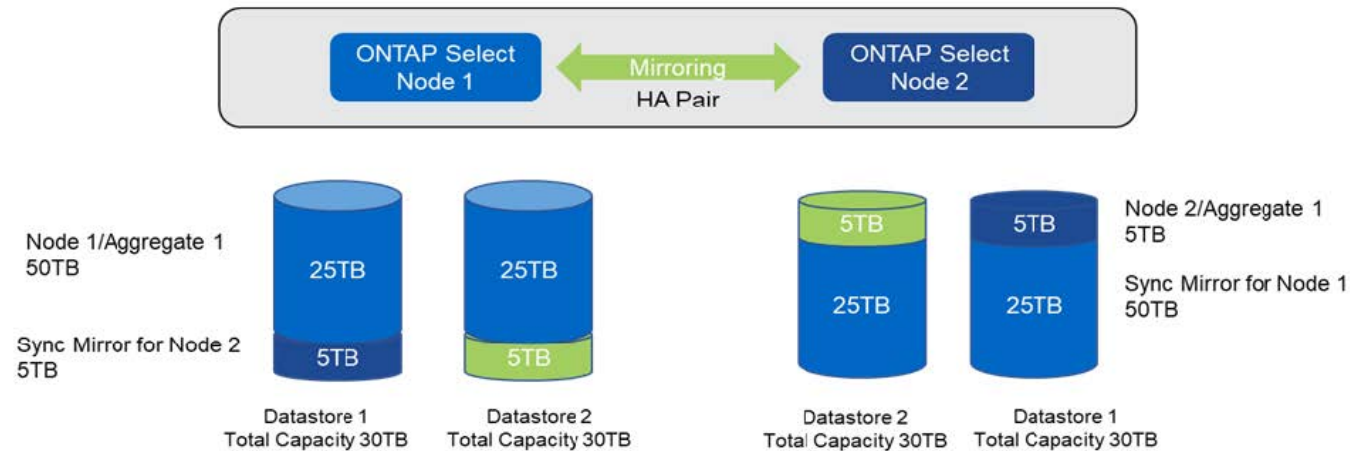 ONTAP Select
Node 1
Mirroring
HA Pair
ONTAP Select
Node 2
Node 1/Aggregate 1
50TB
Sync Mirror for Node 2
5TB
25TB
5TB
Datastore 1
Total Capacity 30TB
25TB
5TB
Datastore 2
Total Capacity 30TB
5TB
25TB
Datastore 2
Total Capacity 30TB
5TB
25TB
Datastore 1
Total Capacity 30TB
Node 2/Aggregate 1
5TB
Sync Mirror for Node 1
50TB